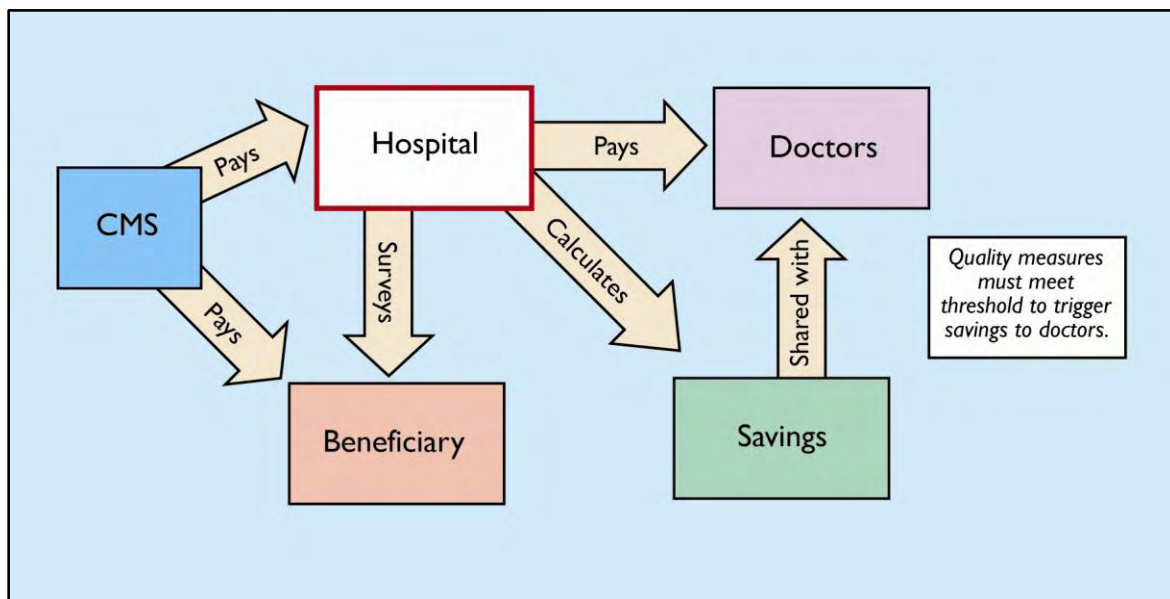 Hospital
Pays
Doctors
Pays
CMS
Surveys
Calculates
Pays
Shared with
Quality measures
must meet
threshold to trigger
savings to doctors.
Beneficiary
Savings